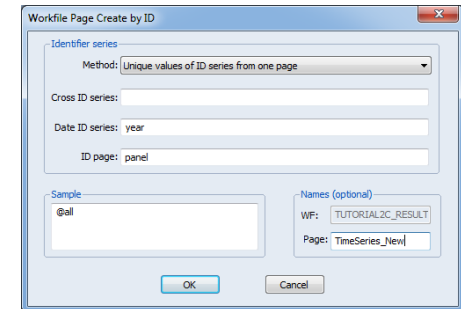 Workfile Page Create by ID
Identifier series
Method: Unique values of ID series from one page
Cross ID series:
Date ID series: year
ID page: panel
Sample
@all
Names (optional)
WF: TUTORIAL2C_RESULT
Page: TimeSeries_New
OK Cancel